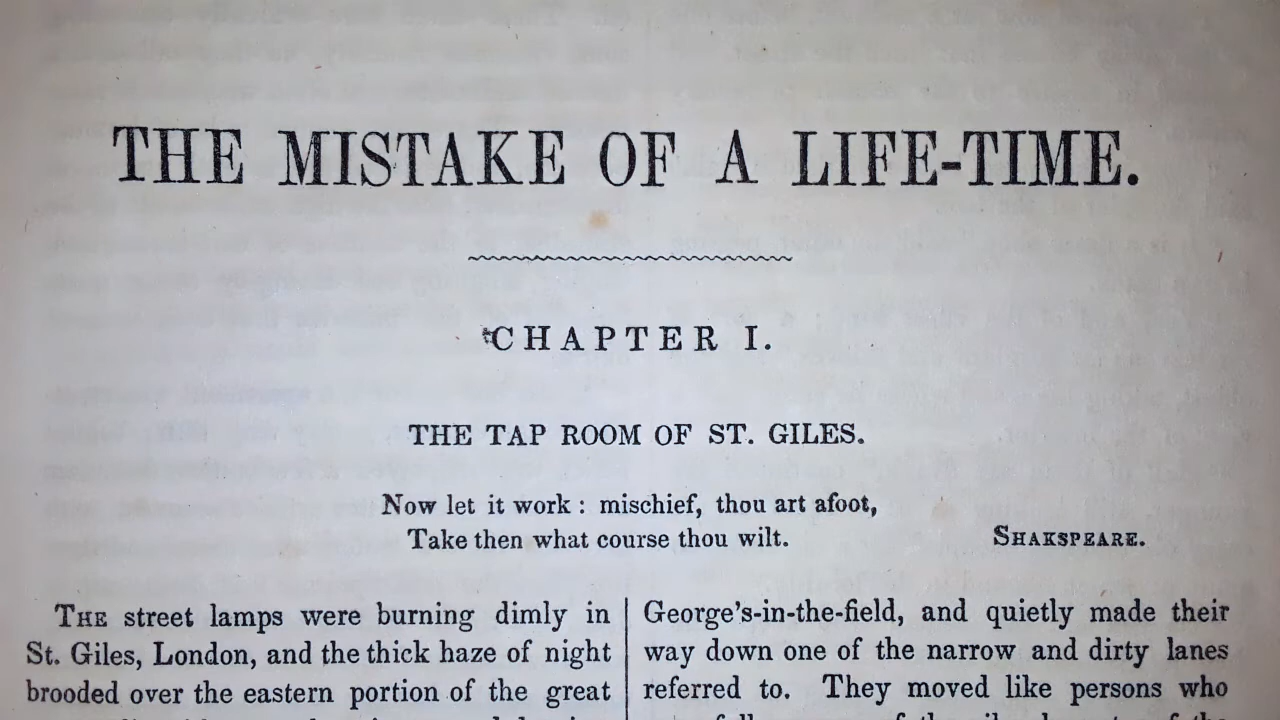 THE MISTAKE OF A LIFE-TIME.
CHAPTER I.
THE TAP ROOM OF ST. GILES.
Now let it work : mischief, thou art afoot,
Take then what course thou wilt.
SHAKSPEARE.
THE street lamps were burning dimly in
St. Giles, London, and the thick haze of night
brooded over the eastern portion of the great
George's-in-the-field, and quietly made their
way down one of the narrow and dirty lanes
referred to. They moved like persons who